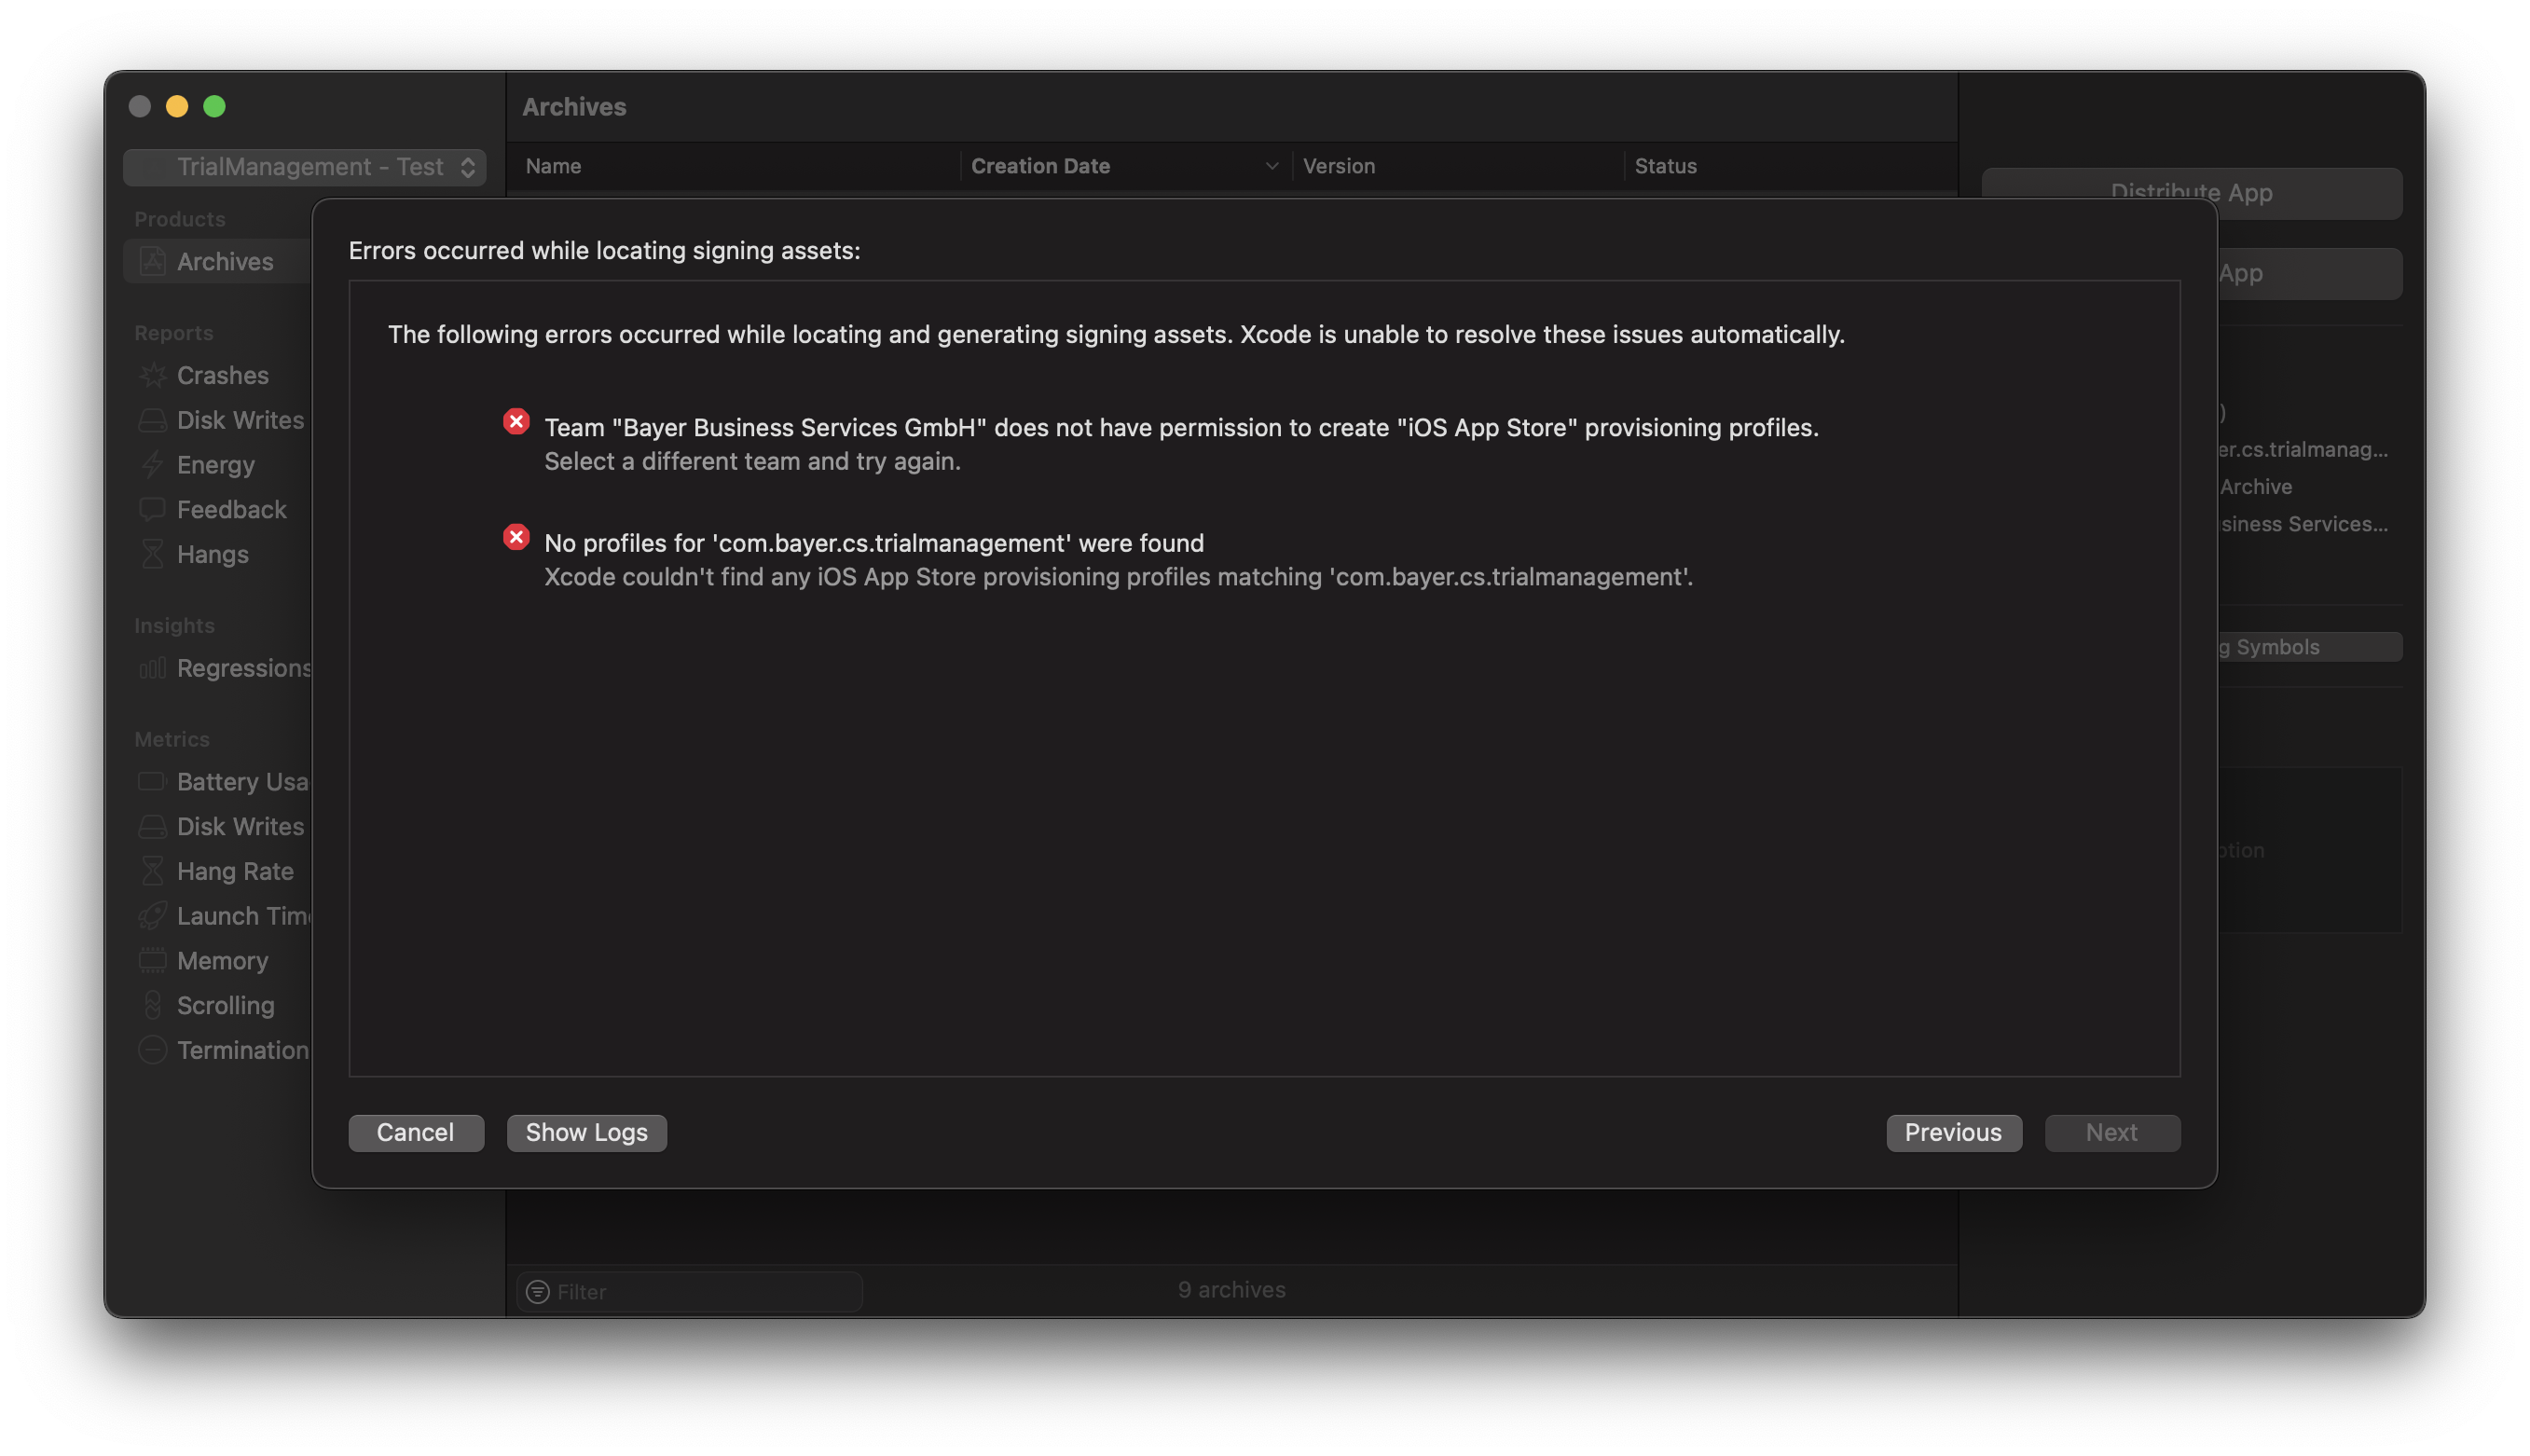 Archives
TrialManagement - Test
Name
Creation Date
Version
Status
Distribute App
Products
Archives
App
Errors occurred while locating signing assets:
The following errors occurred while locating and generating signing assets. Xcode is unable to resolve these issues automatically.
Team "Bayer Business Services GmbH" does not have permission to create "iOS App Store" provisioning profiles.
Select a different team and try again.
No profiles for 'com.bayer.cs.trialmanagement' were found
Xcode couldn't find any iOS App Store provisioning profiles matching 'com.bayer.cs.trialmanagement'.
Reports
Crashes
Disk Writes
Energy
Feedback
Hangs
Insights
Regressions
Metrics
Battery Usa
Disk Writes
Hang Rate
Launch Tim
Memory
Scrolling
Termination
)
er.cs.trialmanag...
Archive
siness Services...
g Symbols
ption
Cancel
Show Logs
Previous
Next
Filter
9 archives